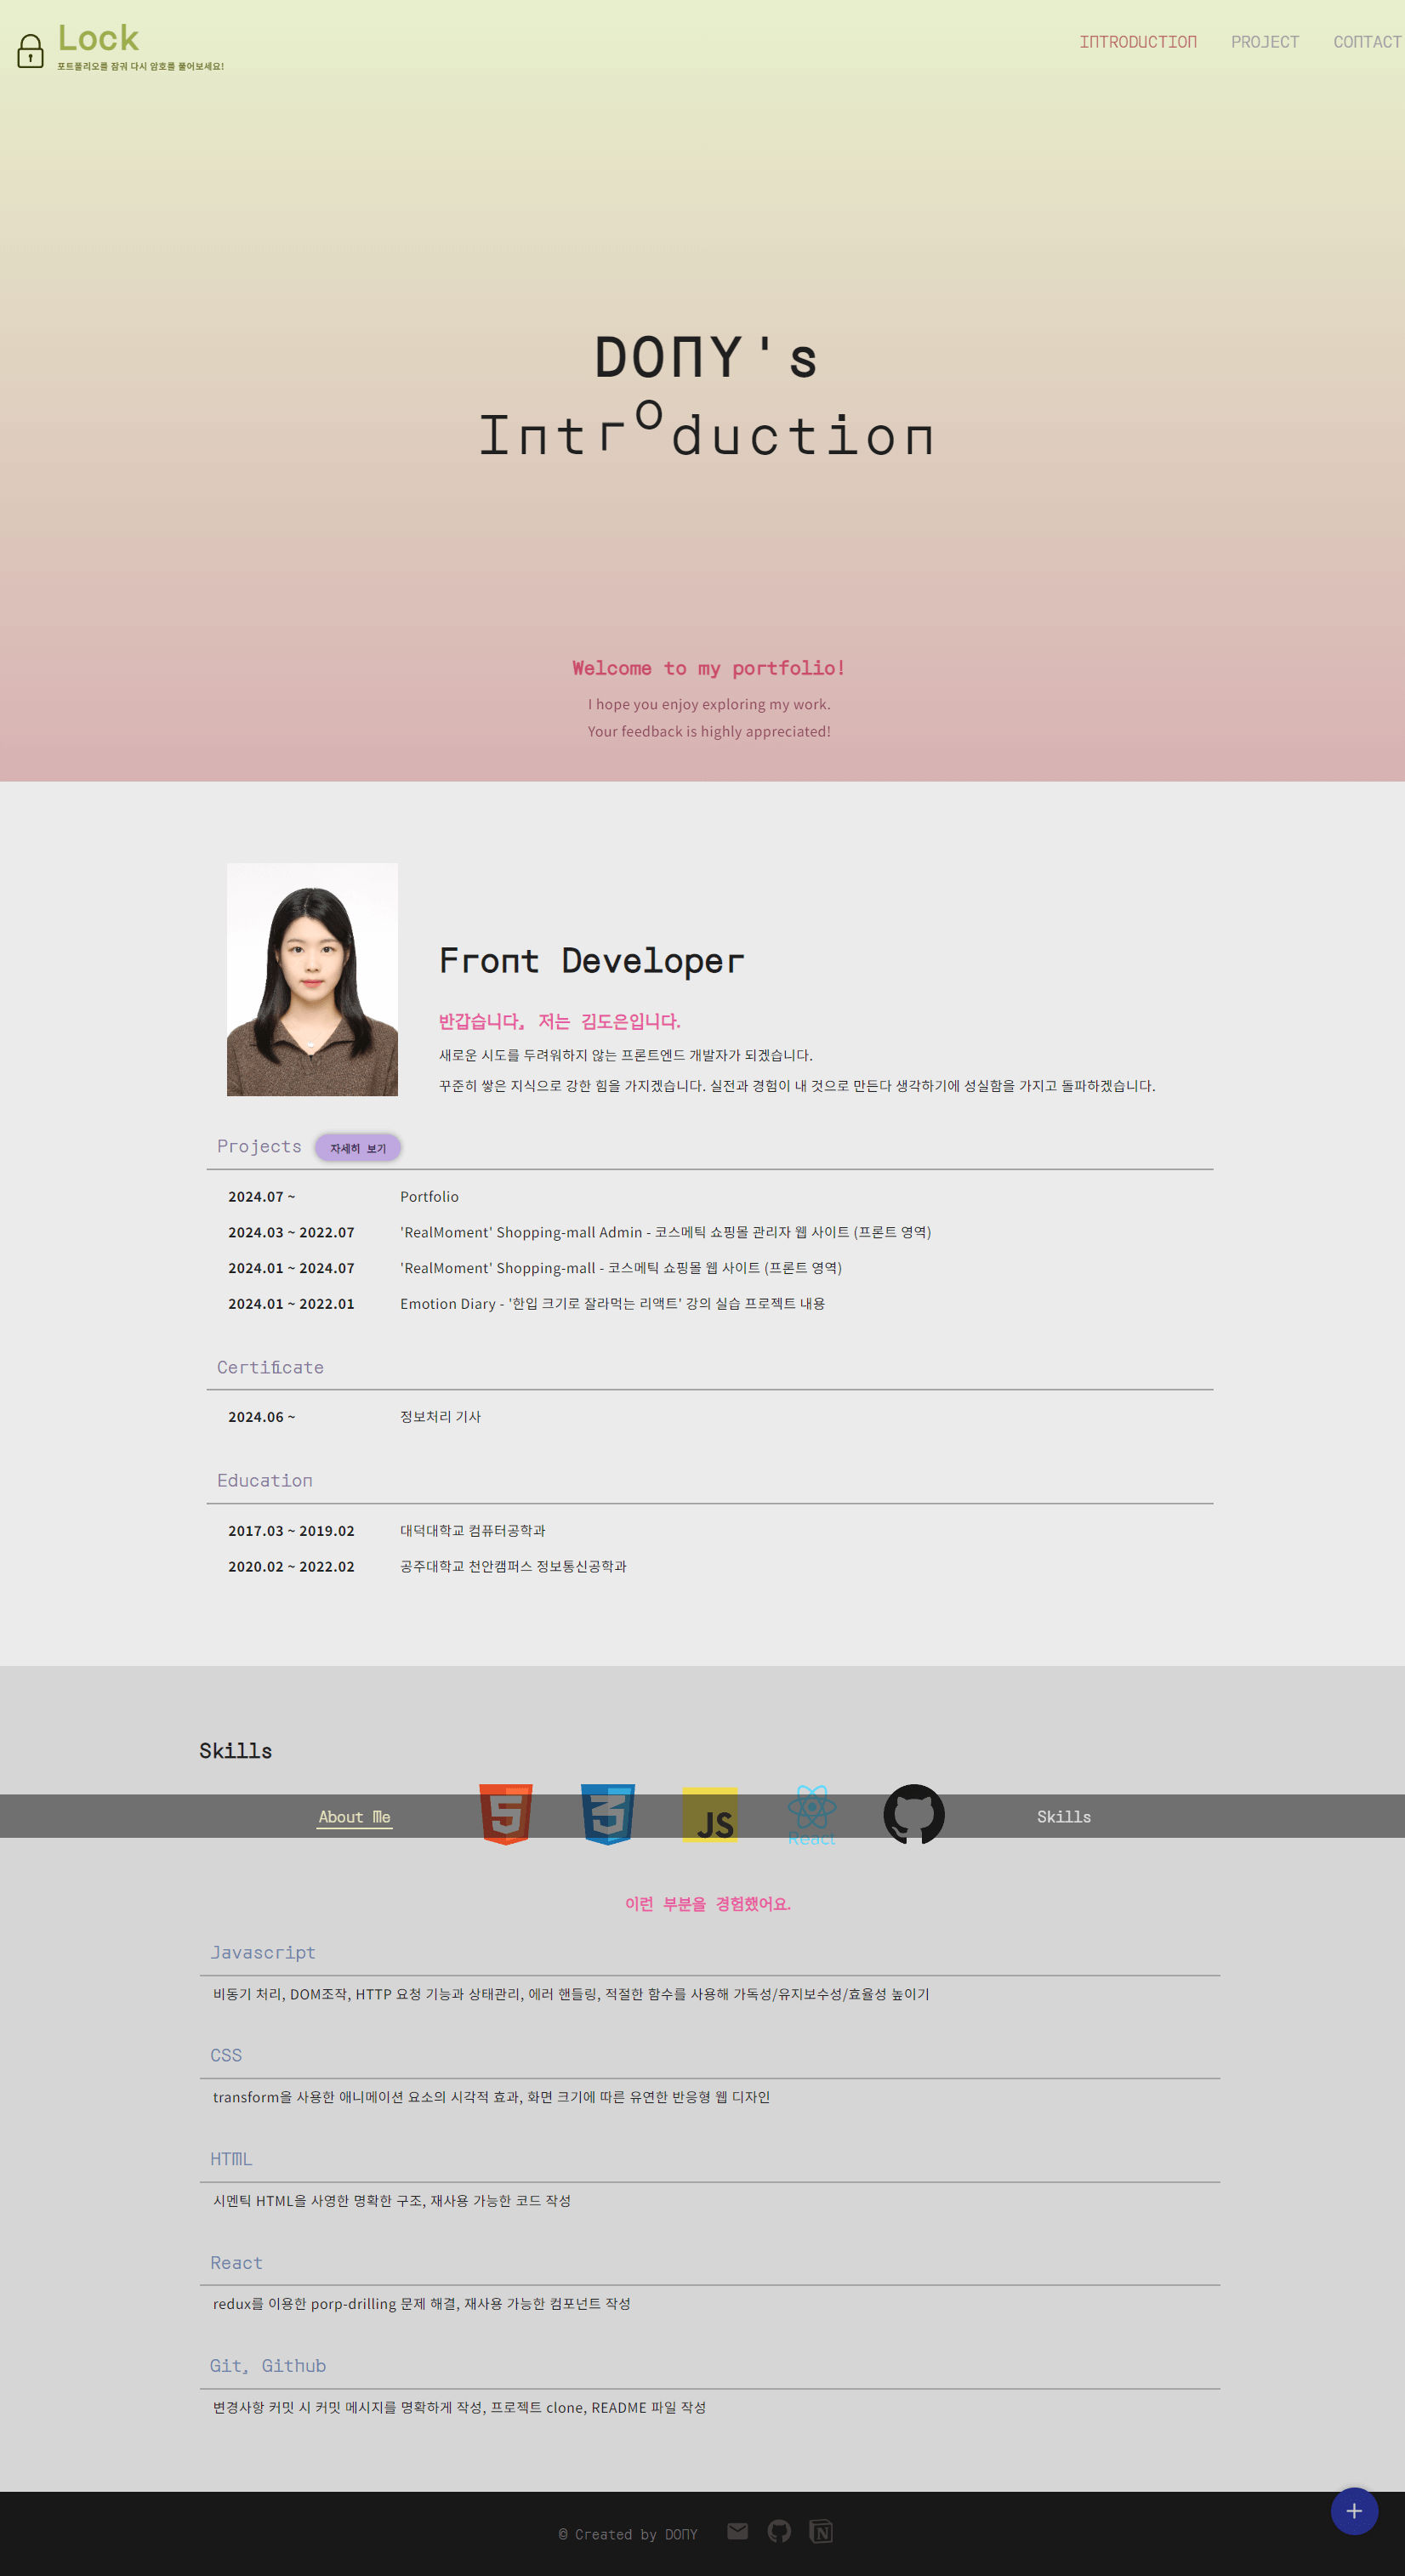 Lock
포트폴리오를 잠궈 다시 암호를 풀어보세요!
INTRODUCTION
PROJECT
CONTACT
DONY's
Introduction
Welcome to my portfolio!
I hope you enjoy exploring my work.
Your feedback is highly appreciated!
Front Developer
반갑습니다, 저는 김도은입니다.
새로운 시도를 두려워하지 않는 프론트엔드 개발자가 되겠습니다.
꾸준히 쌓은 지식으로 강한 힘을 가지겠습니다. 실전과 경험이 내 것으로 만든다 생각하기에 성실함을 가지고 돌파하겠습니다.
Projects 자세히 보기
2024.07 ~ Portfolio
2024.03 ~ 2022.07 'RealMoment' Shopping-mall Admin - 코스메틱 쇼핑몰 관리자 웹 사이트 (프론트 영역)
2024.01 ~ 2024.07 'RealMoment' Shopping-mall - 코스메틱 쇼핑몰 웹 사이트 (프론트 영역)
2024.01 ~ 2022.01 Emotion Diary - '한입 크기로 잘라먹는 리액트' 강의 실습 프로젝트 내용
Certificate
2024.06 ~ 정보처리 기사
Education
2017.03 ~ 2019.02 대덕대학교 컴퓨터공학과
2020.02 ~ 2022.02 공주대학교 천안캠퍼스 정보통신공학과
Skills
About Me
5
3
JS
React
Skills
이런 부분을 경험했어요.
Javascript
비동기 처리, DOM조작, HTTP 요청 기능과 상태관리, 에러 핸들링, 적절한 함수를 사용해 가독성/유지보수성/효율성 높이기
CSS
transform을 사용한 애니메이션 요소의 시각적 효과, 화면 크기에 따른 유연한 반응형 웹 디자인
HTML
시멘틱 HTML을 사영한 명확한 구조, 재사용 가능한 코드 작성
React
redux를 이용한 porp-drilling 문제 해결, 재사용 가능한 컴포넌트 작성
Git, Github
변경사항 커밋 시 커밋 메시지를 명확하게 작성, 프로젝트 clone, README 파일 작성
© Created by DONY
N
+